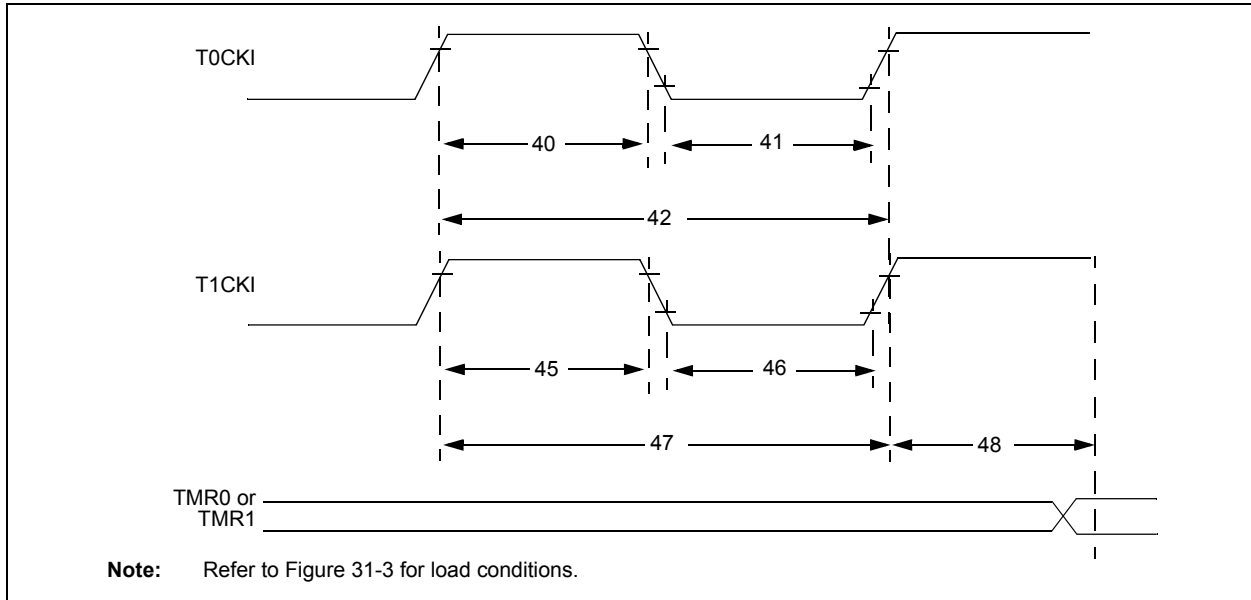 T0CKI
40
41
42
T1CKI
45
46
47
48
TMR0 or
TMR1
Note: Refer to Figure 31-3 for load conditions.